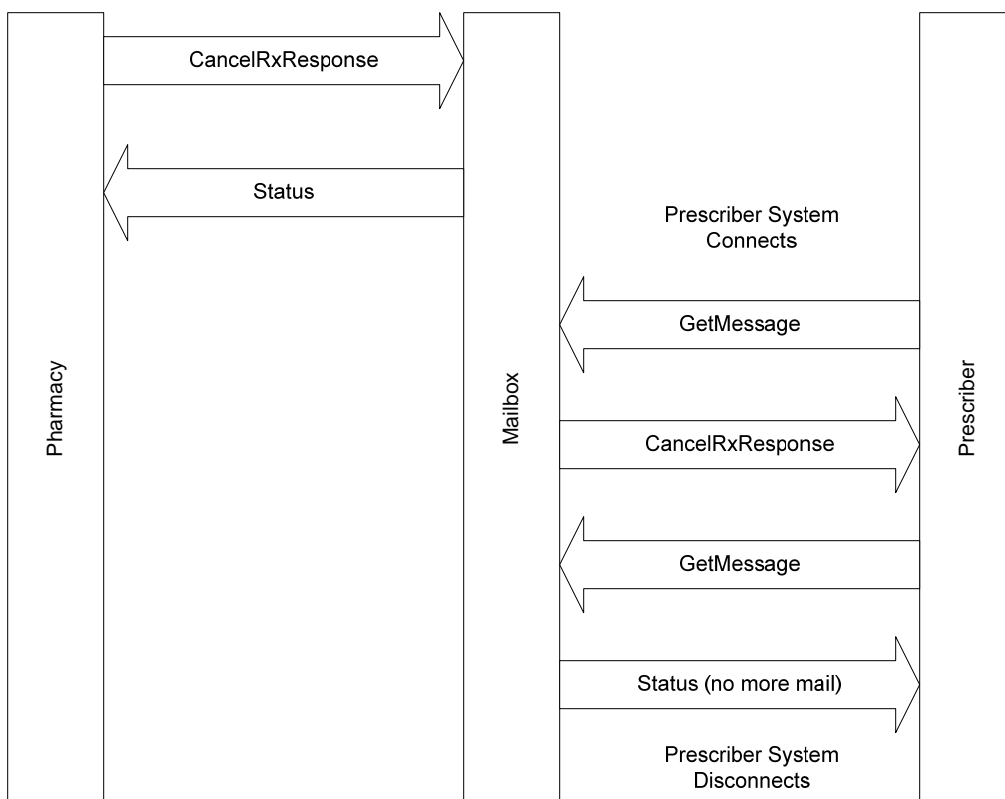 CancelRxResponse
Status
Prescriber System
Connects
GetMessage
Pharmacy
Mailbox
Prescriber
CancelRxResponse
GetMessage
Status (no more mail)
Prescriber System
Disconnects